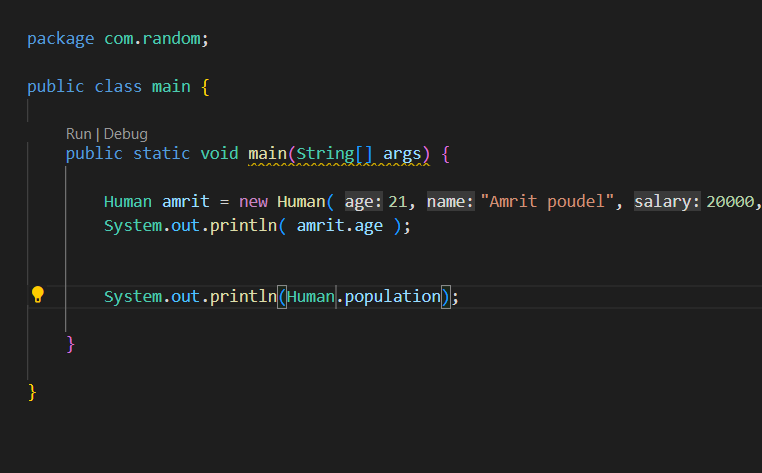 package com.random;
public class main {
Run | Debug
public static void main(String[] args) {
Human amrit = new Human( age: 21, name: "Amrit poudel", salary: 20000,
System.out.println( amrit.age );
System.out.println(Human.population);
}
}